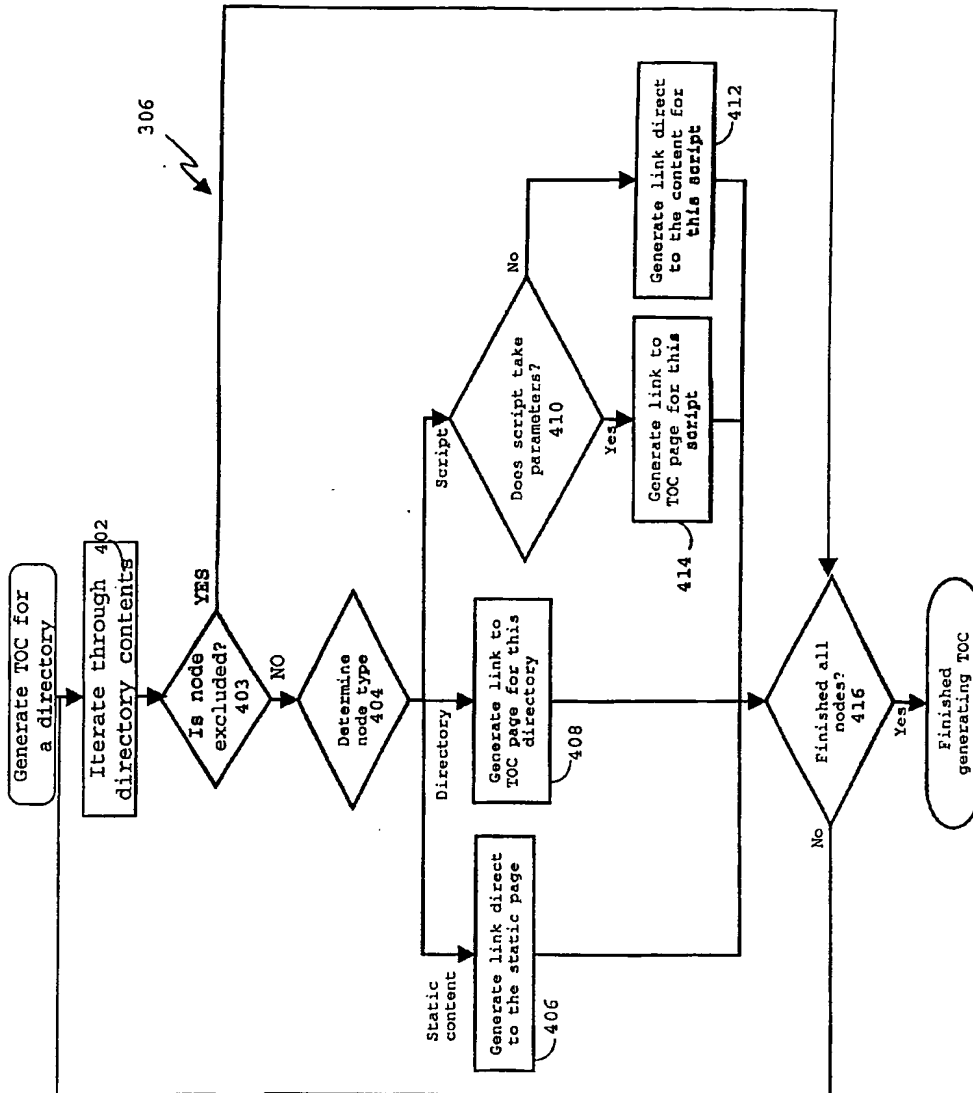 Generate TOC for
a directory
402
Iterate through
directory contents
306
Is node
excluded?
403
YES
NO
Determine
node type
404
Static
content
Directory
Script
Generate link direct
to the static page
406
Generate link to
TOC page for this
directory
408
Does script take
parameters?
410
No
Yes
Generate link to
TOC page for this
script
414
Generate link direct
to the content for
this script
412
Finished all
nodes?
416
No
Yes
Finished
generating TOC